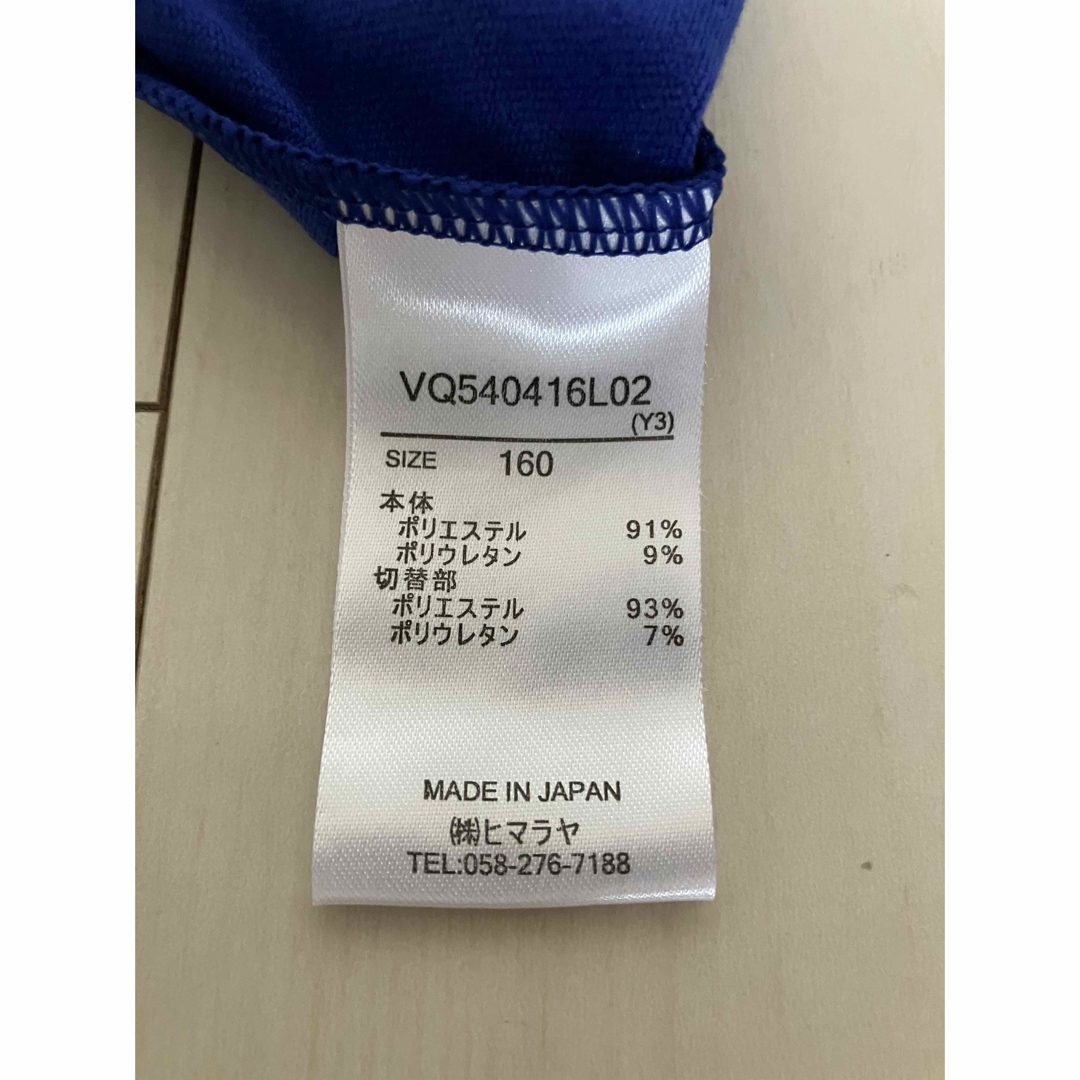 VQ540416L02
(Y3)
SIZE 160
本体
ポリエステル 91%
ポリウレタン 9%
切替部
ポリエステル 93%
ポリウレタン 7%
MADE IN JAPAN
㈱ヒマラヤ
TEL:058-276-7188